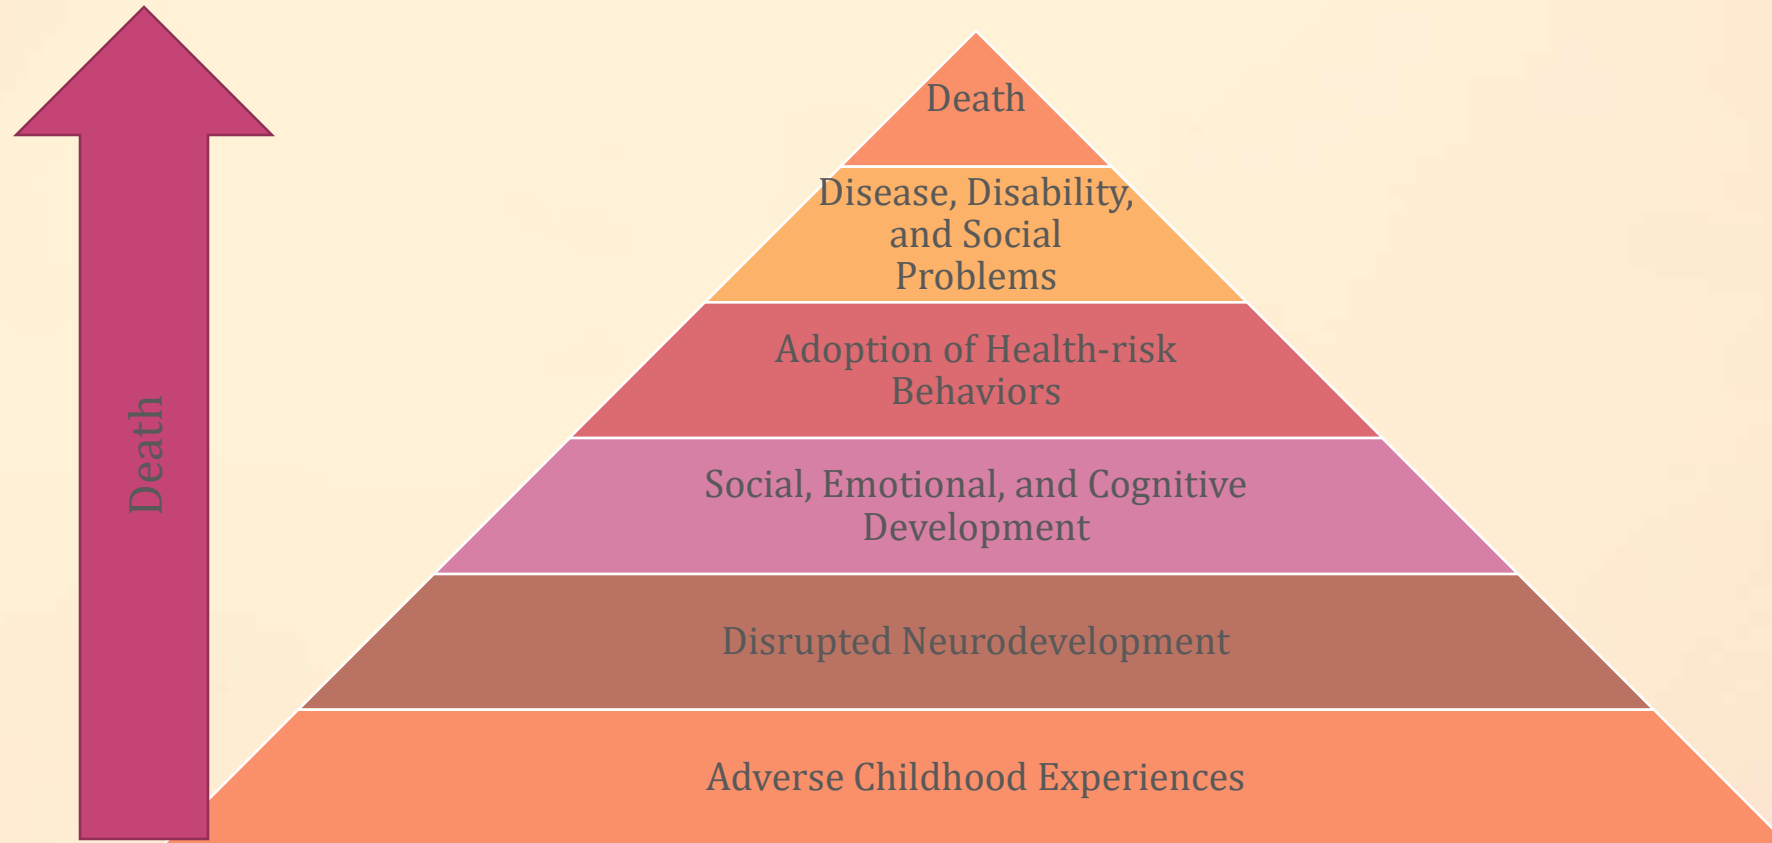 Death
Death
Disease, Disability,
and Social
Problems
Adoption of Health-risk
Behaviors
Social, Emotional, and Cognitive
Development
Disrupted Neurodevelopment
Adverse Childhood Experiences